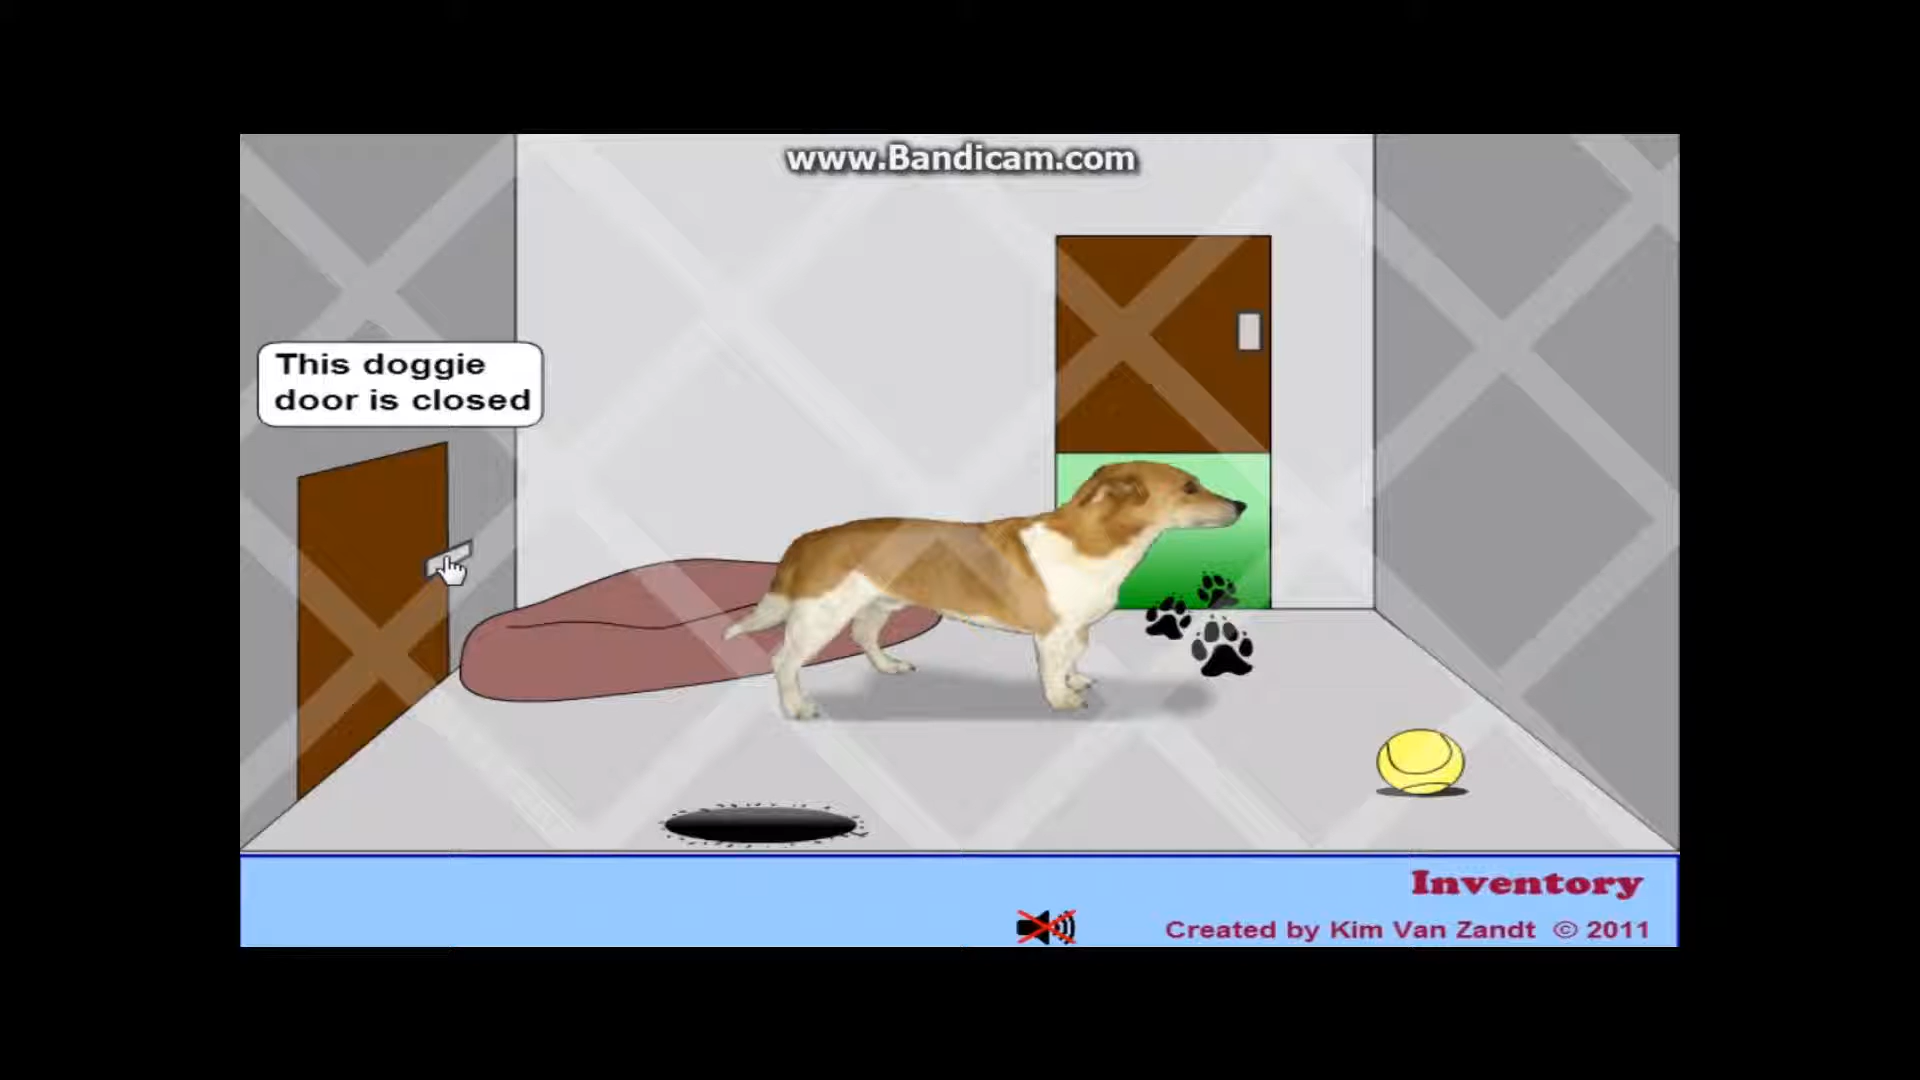 www.Bandicam.com
This doggie
door is closed
Inventory
Created by Kim Van Zandt © 2011